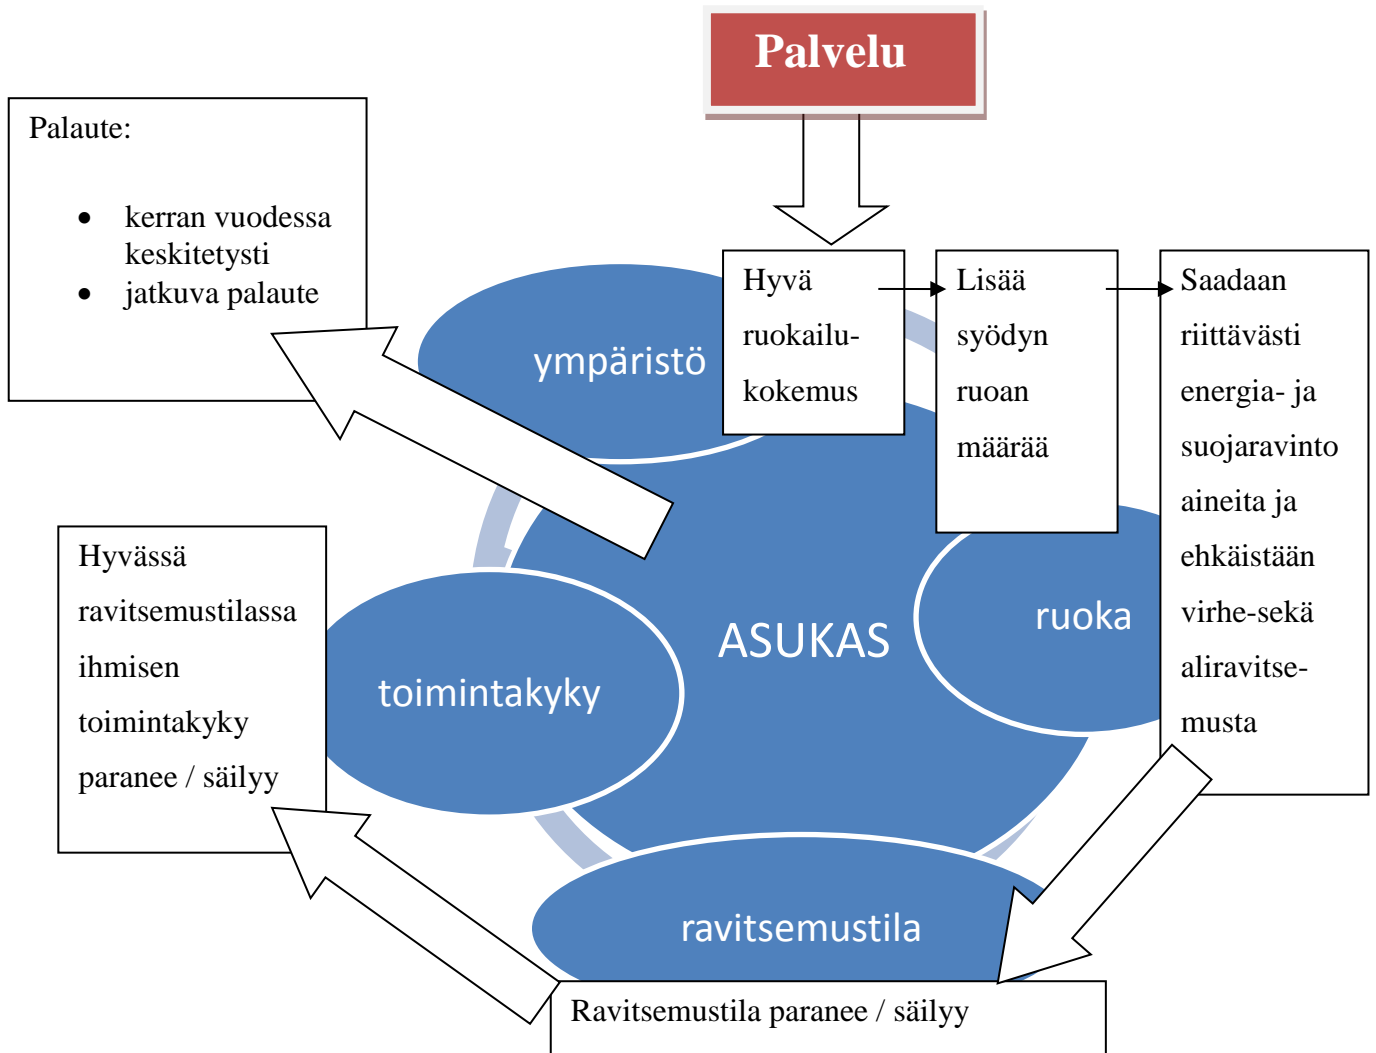 Palvelu
Palaute:
• kerran vuodessa
keskitetysti
• jatkuva palaute
Hyvä
ruokailu-
kokemus
Lisää
syödyn
ruoan
määrää
Saadaan
riittävästi
energia- ja
suojaravinto
aineita ja
ehkäistään
virhe-sekä
aliravitse-
musta
ympäristö
ASUKAS
ruoka
toimintakyky
Hyvässä
ravitsemustilassa
ihmisen
toimintakyky
paranee / säilyy
ravitsemustila
Ravitsemustila paranee / säilyy